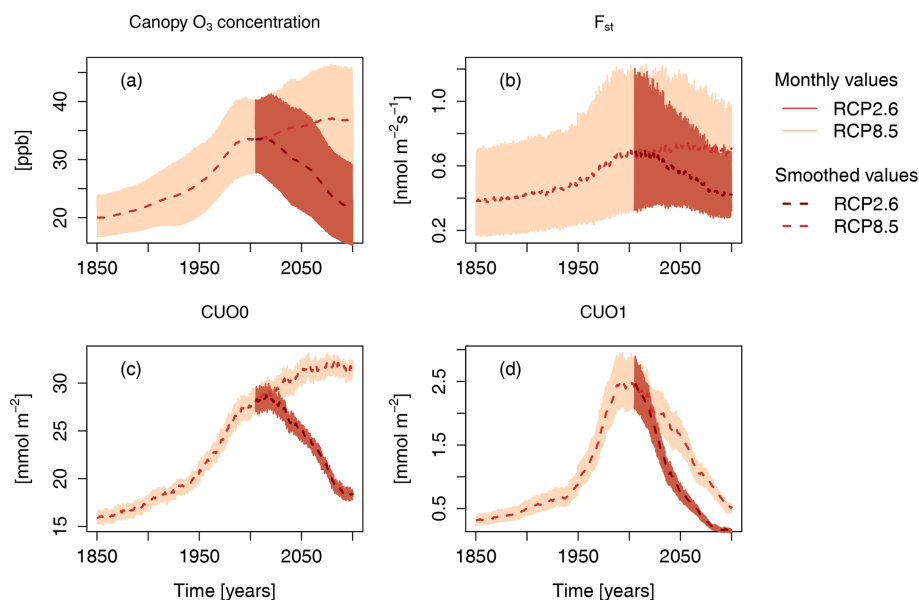 Canopy O₃ concentration
(a)
[ppb]
20 30 40
1850 1950 2050
F_st
(b)
[nmol m⁻²s⁻¹]
0.2 0.6 1.0
1850 1950 2050
Monthly values
RCP2.6
RCP8.5
Smoothed values
RCP2.6
RCP8.5
CUO0
(c)
[mmol m⁻²]
15 20 25 30
1850 1950 2050
Time [years]
CUO1
(d)
[mmol m⁻²]
0.5 1.5 2.5
1850 1950 2050
Time [years]